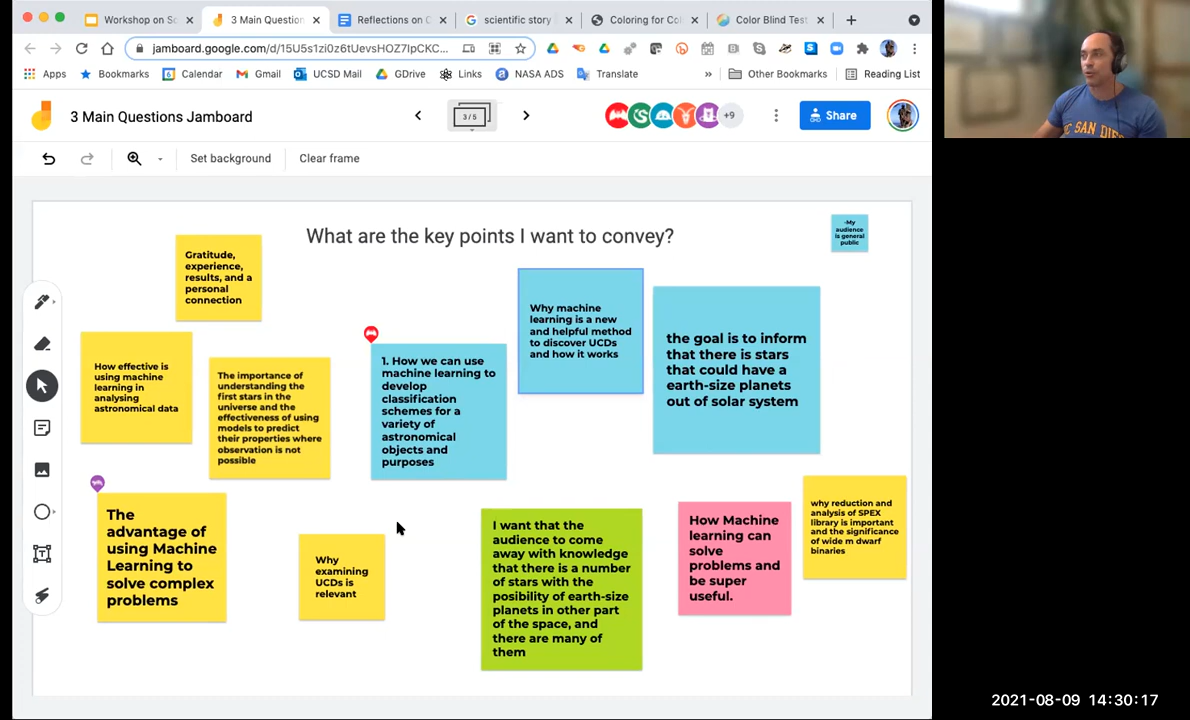 Workshop on Sc
3 Main Question
Reflections on C
scientific story
Coloring for Col
Color Blind Test
jamboard.google.com/d/15U5s1zi0z6tUevsHOZ7IpCKC...
Apps
Bookmarks
Calendar
Gmail
UCSD Mail
GDrive
Links
NASA ADS
Translate
»
Other Bookmarks
Reading List
3 Main Questions Jamboard
3/5
+9
Share
Set background
Clear frame
What are the key points I want to convey?
-My
audience
is general
public
Gratitude,
experience,
results, and a
personal
connection
How effective is
using machine
learning in
analysing
astronomical data
The importance of
understanding the
first stars in the
universe and the
effectiveness of using
models to predict
their properties where
observation is not
possible
1. How we can use
machine learning to
develop
classification
schemes for a
variety of
astronomical
objects and
purposes
Why machine
learning is a new
and helpful method
to discover UCDs
and how it works
the goal is to inform
that there is stars
that could have a
earth-size planets
out of solar system
The
advantage of
using Machine
Learning to
solve complex
problems
Why
examining
UCDs is
relevant
I want that the
audience to come
away with knowledge
that there is a number
of stars with the
posibility of earth-size
planets in other part
of the space, and
there are many of
them
How Machine
learning can
solve
problems and
be super
useful.
why reduction and
analysis of SPEX
library is important
and the significance
of wide m dwarf
binaries
UC SAN DIE
2021-08-09 14:30:17